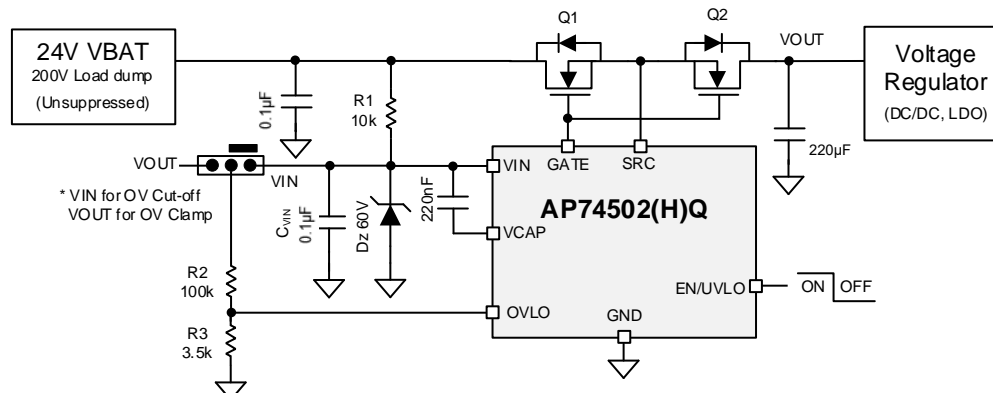 24V VBAT
200V Load dump
(Unsuppressed)
0.1µF
R1
10k
Q1
Q2
VOUT
Voltage
Regulator
(DC/DC, LDO)
220µF
VOUT
VIN
* VIN for OV Cut-off
VOUT for OV Clamp
CVIN
0.1µF
Dz 60V
220nF
VIN
GATE
SRC
AP74502(H)Q
VCAP
EN/UVLO
ON
OFF
OVLO
GND
R2
100k
R3
3.5k